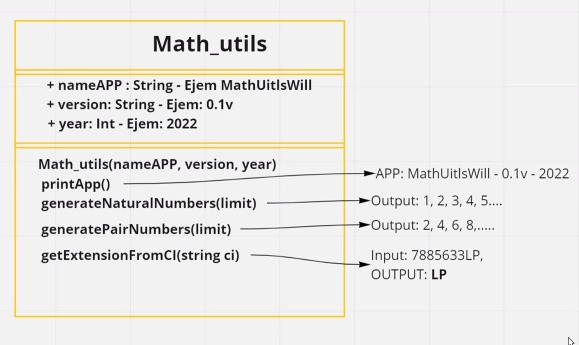 Math_utils
+ nameAPP : String - Ejem MathUitlsWill
+ version: String - Ejem: 0.1v
+ year: Int - Ejem: 2022
Math_utils(nameAPP, version, year)
printApp()
APP: MathUitlsWill - 0.1v - 2022
generateNaturalNumbers(limit)
Output: 1, 2, 3, 4, 5....
generatePairNumbers(limit)
Output: 2, 4, 6, 8,.....
getExtensionFromCI(string ci)
Input: 7885633LP,
OUTPUT: LP